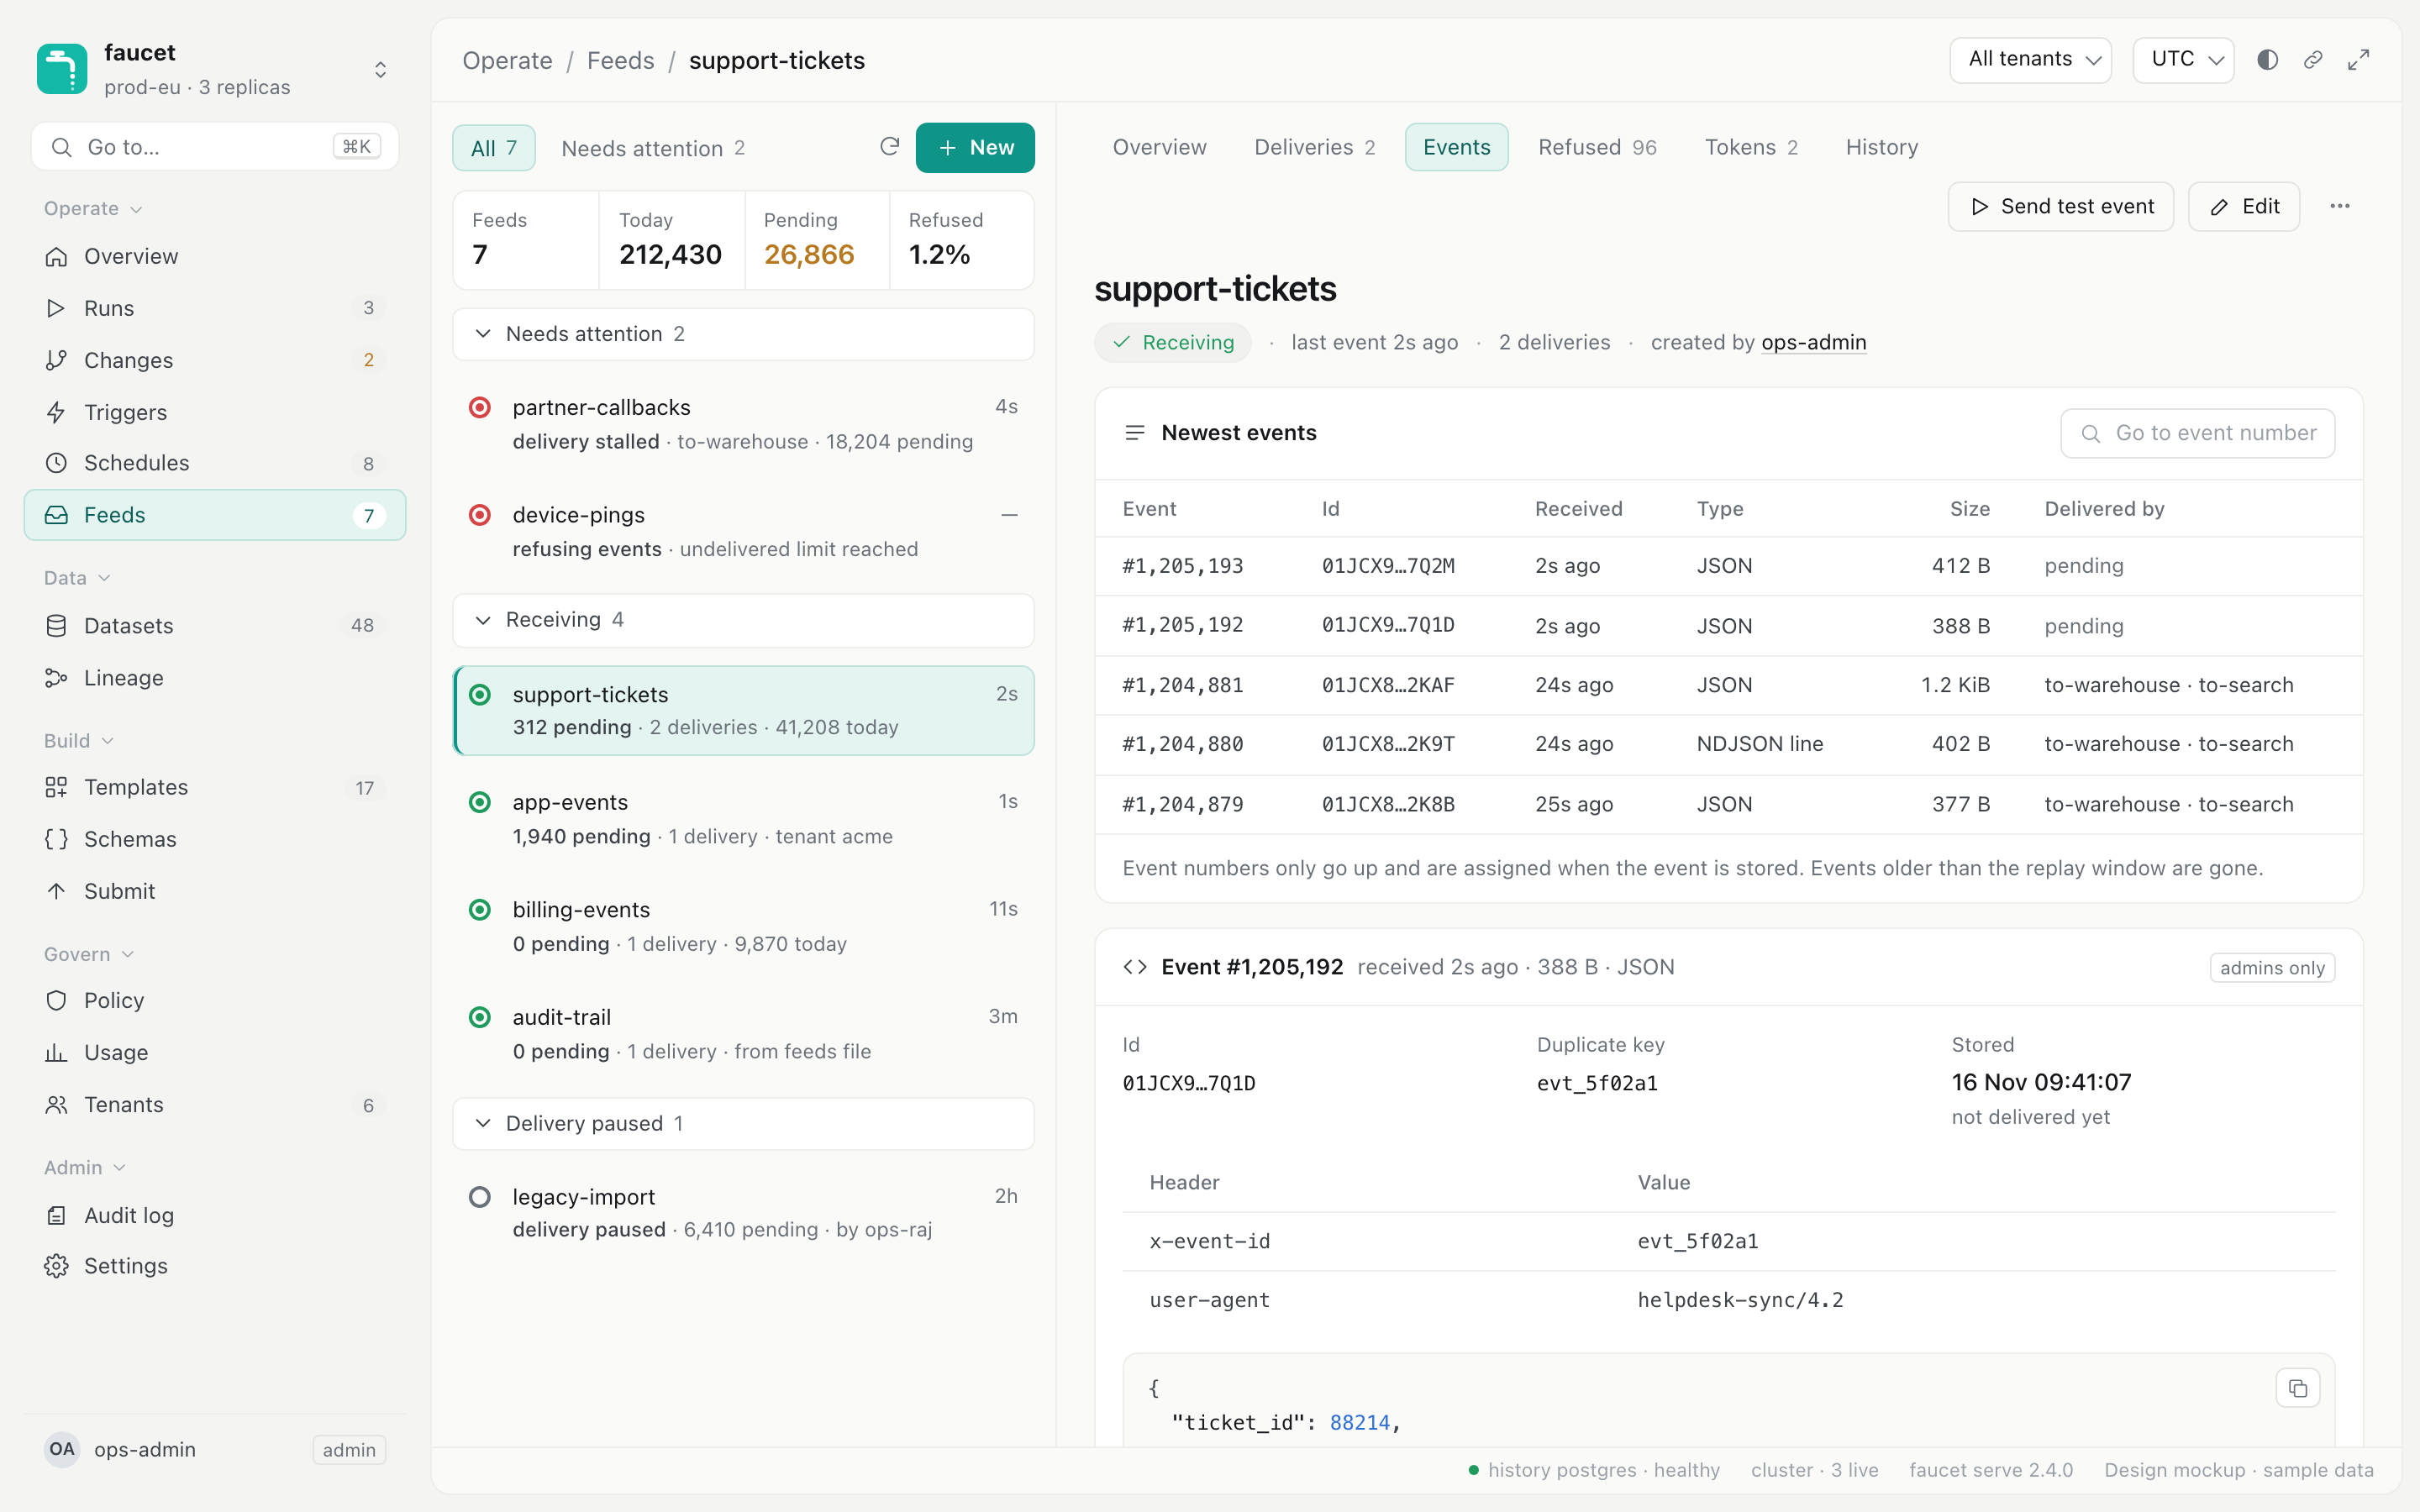 faucet
prod-eu · 3 replicas
Go to...
⌘K
Operate
Overview
Runs 3
Changes 2
Triggers
Schedules 8
Feeds 7
Data
Datasets 48
Lineage
Build
Templates 17
Schemas
Submit
Govern
Policy
Usage
Tenants 6
Admin
Audit log
Settings
OA ops-admin admin
Operate / Feeds / support-tickets
All tenants
UTC
All 7
Needs attention 2
New
Feeds
7
Today
212,430
Pending
26,866
Refused
1.2%
Needs attention 2
partner-callbacks 4s
delivery stalled · to-warehouse · 18,204 pending
device-pings —
refusing events · undelivered limit reached
Receiving 4
support-tickets 2s
312 pending · 2 deliveries · 41,208 today
app-events 1s
1,940 pending · 1 delivery · tenant acme
billing-events 11s
0 pending · 1 delivery · 9,870 today
audit-trail 3m
0 pending · 1 delivery · from feeds file
Delivery paused 1
legacy-import 2h
delivery paused · 6,410 pending · by ops-raj
Overview
Deliveries 2
Events
Refused 96
Tokens 2
History
Send test event
Edit
support-tickets
Receiving · last event 2s ago · 2 deliveries · created by ops-admin
Newest events
Go to event number
Event Id Received Type Size Delivered by
#1,205,193 01JCX9…7Q2M 2s ago JSON 412 B pending
#1,205,192 01JCX9…7Q1D 2s ago JSON 388 B pending
#1,204,881 01JCX8…2KAF 24s ago JSON 1.2 KiB to-warehouse · to-search
#1,204,880 01JCX8…2K9T 24s ago NDJSON line 402 B to-warehouse · to-search
#1,204,879 01JCX8…2K8B 25s ago JSON 377 B to-warehouse · to-search
Event numbers only go up and are assigned when the event is stored. Events older than the replay window are gone.
Event #1,205,192 received 2s ago · 388 B · JSON
admins only
Id
01JCX9…7Q1D
Duplicate key
evt_5f02a1
Stored
16 Nov 09:41:07
not delivered yet
Header Value
x-event-id evt_5f02a1
user-agent helpdesk-sync/4.2
{
"ticket_id": 88214,
history postgres · healthy
cluster · 3 live
faucet serve 2.4.0
Design mockup · sample data